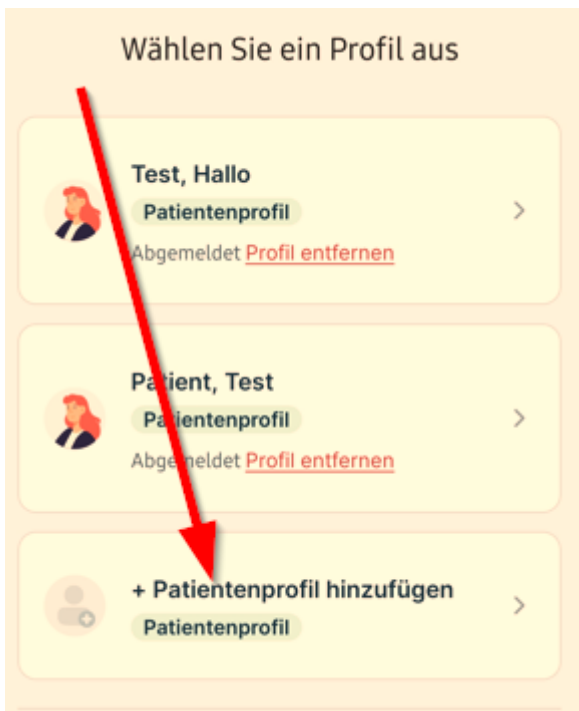 Wählen Sie ein Profil aus
Test, Hallo
Patientenprofil
Abgemeldet Profil entfernen
Patient, Test
Patientenprofil
Abgemeldet Profil entfernen
+ Patientenprofil hinzufügen
Patientenprofil